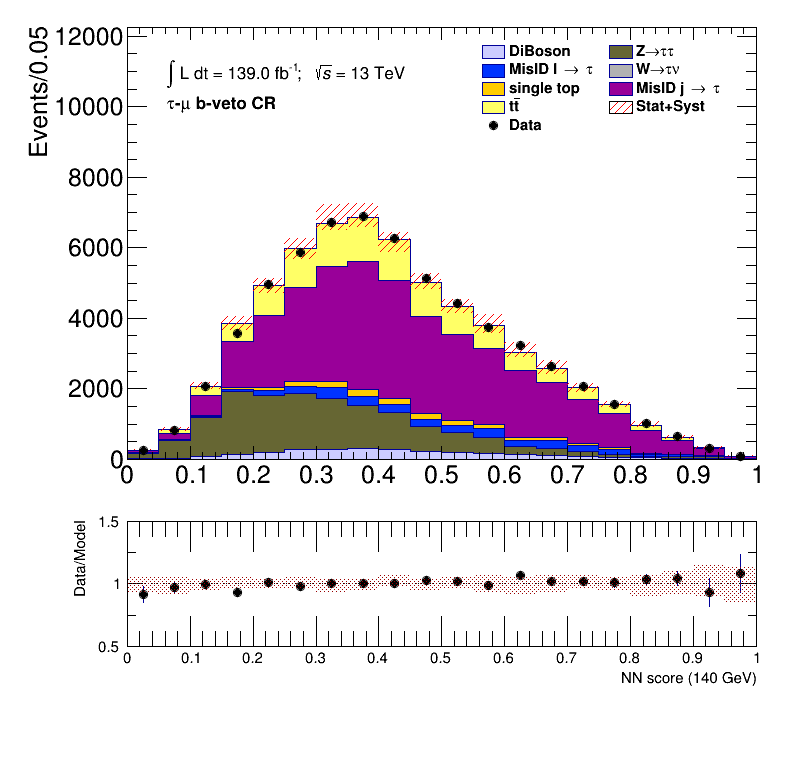 12000
10000
8000
6000
4000
2000
0
Events/0.05
∫ L dt = 139.0 fb⁻¹; √s = 13 TeV
τ-μ b-veto CR
DiBoson
MisID l → τ
single top
tt̄
Data
Z→ττ
W→τν
MisID j → τ
Stat+Syst
0 0.1 0.2 0.3 0.4 0.5 0.6 0.7 0.8 0.9 1
1.5
1
0.5
Data/Model
0 0.1 0.2 0.3 0.4 0.5 0.6 0.7 0.8 0.9 1
NN score (140 GeV)